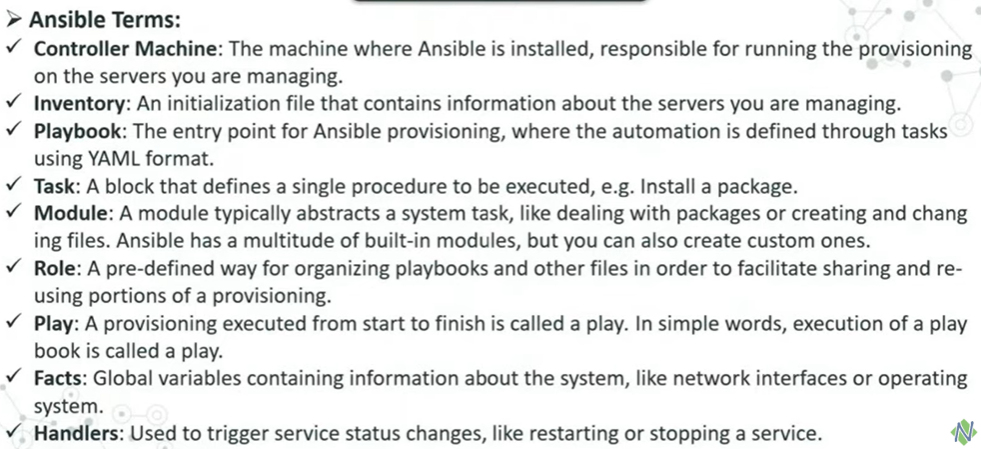 ➤ Ansible Terms:
✓ Controller Machine: The machine where Ansible is installed, responsible for running the provisioning
on the servers you are managing.
✓ Inventory: An initialization file that contains information about the servers you are managing.
✓ Playbook: The entry point for Ansible provisioning, where the automation is defined through tasks
using YAML format.
✓ Task: A block that defines a single procedure to be executed, e.g. Install a package.
✓ Module: A module typically abstracts a system task, like dealing with packages or creating and chang
ing files. Ansible has a multitude of built-in modules, but you can also create custom ones.
✓ Role: A pre-defined way for organizing playbooks and other files in order to facilitate sharing and re-
using portions of a provisioning.
✓ Play: A provisioning executed from start to finish is called a play. In simple words, execution of a play
book is called a play.
✓ Facts: Global variables containing information about the system, like network interfaces or operating
system.
✓ Handlers: Used to trigger service status changes, like restarting or stopping a service.
N